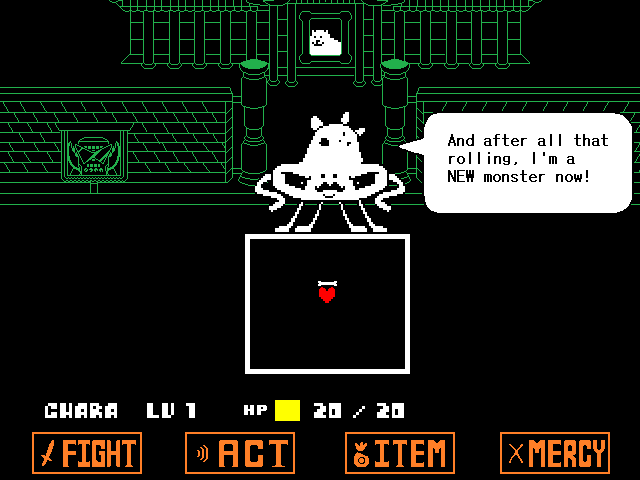 And after all that
rolling, I'm a
NEW monster now!
CHARA LV 1 HP 20 / 20
FIGHT ACT ITEM MERCY